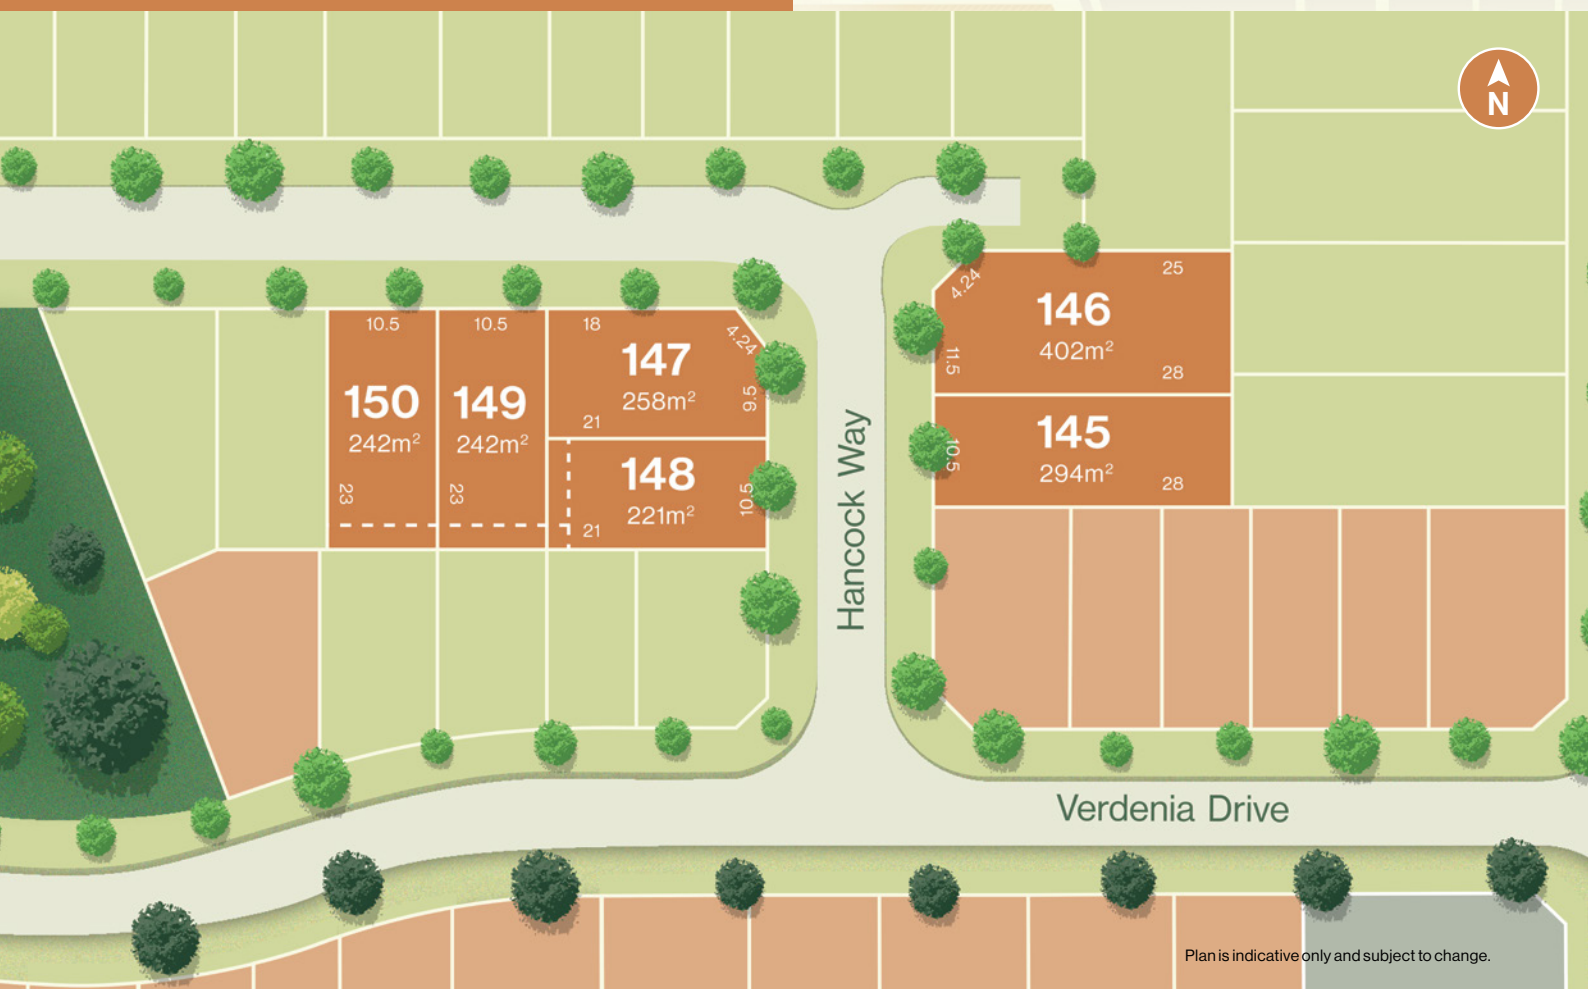 N
10.5
10.5
18
4.24
147
258m²
9.5
21
150
242m²
23
149
242m²
23
148
221m²
10.5
21
Hancock Way
4.24
25
146
402m²
11.5
28
145
294m²
10.5
28
Verdenia Drive
Plan is indicative only and subject to change.